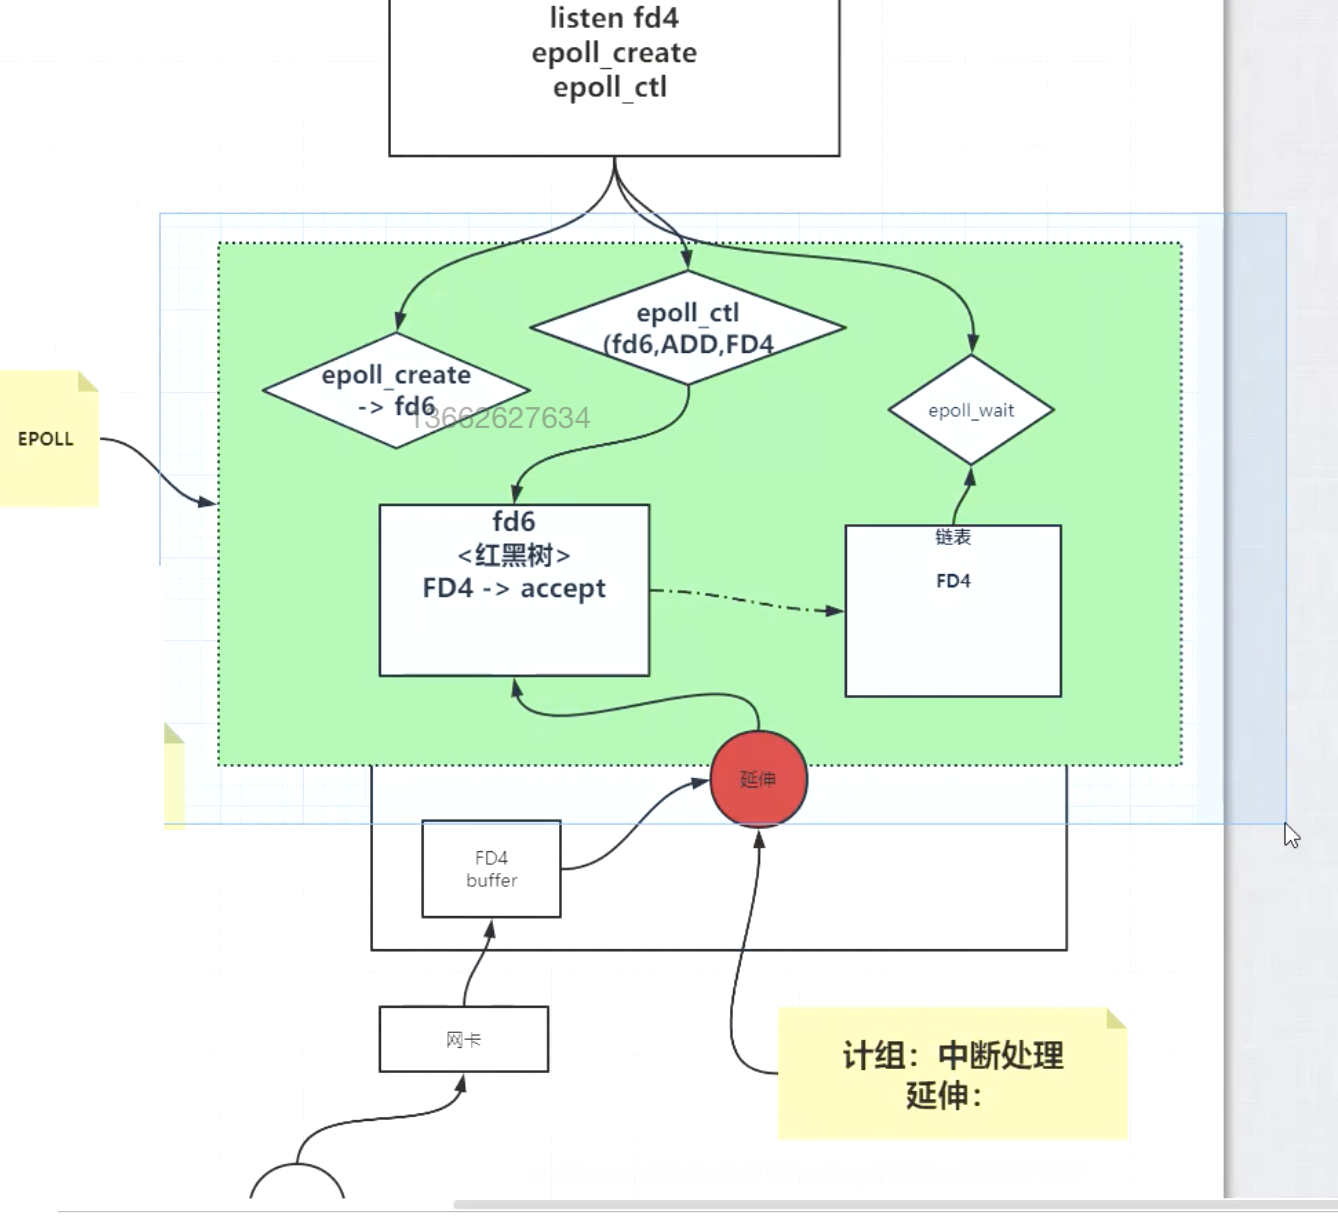 listen fd4
epoll_create
epoll_ctl
epoll_ctl
(fd6,ADD,FD4
epoll_create
-> fd6
13662627634
epoll_wait
EPOLL
fd6
<红黑树>
FD4 -> accept
链表
FD4
延伸
FD4
buffer
网卡
计组：中断处理
延伸：